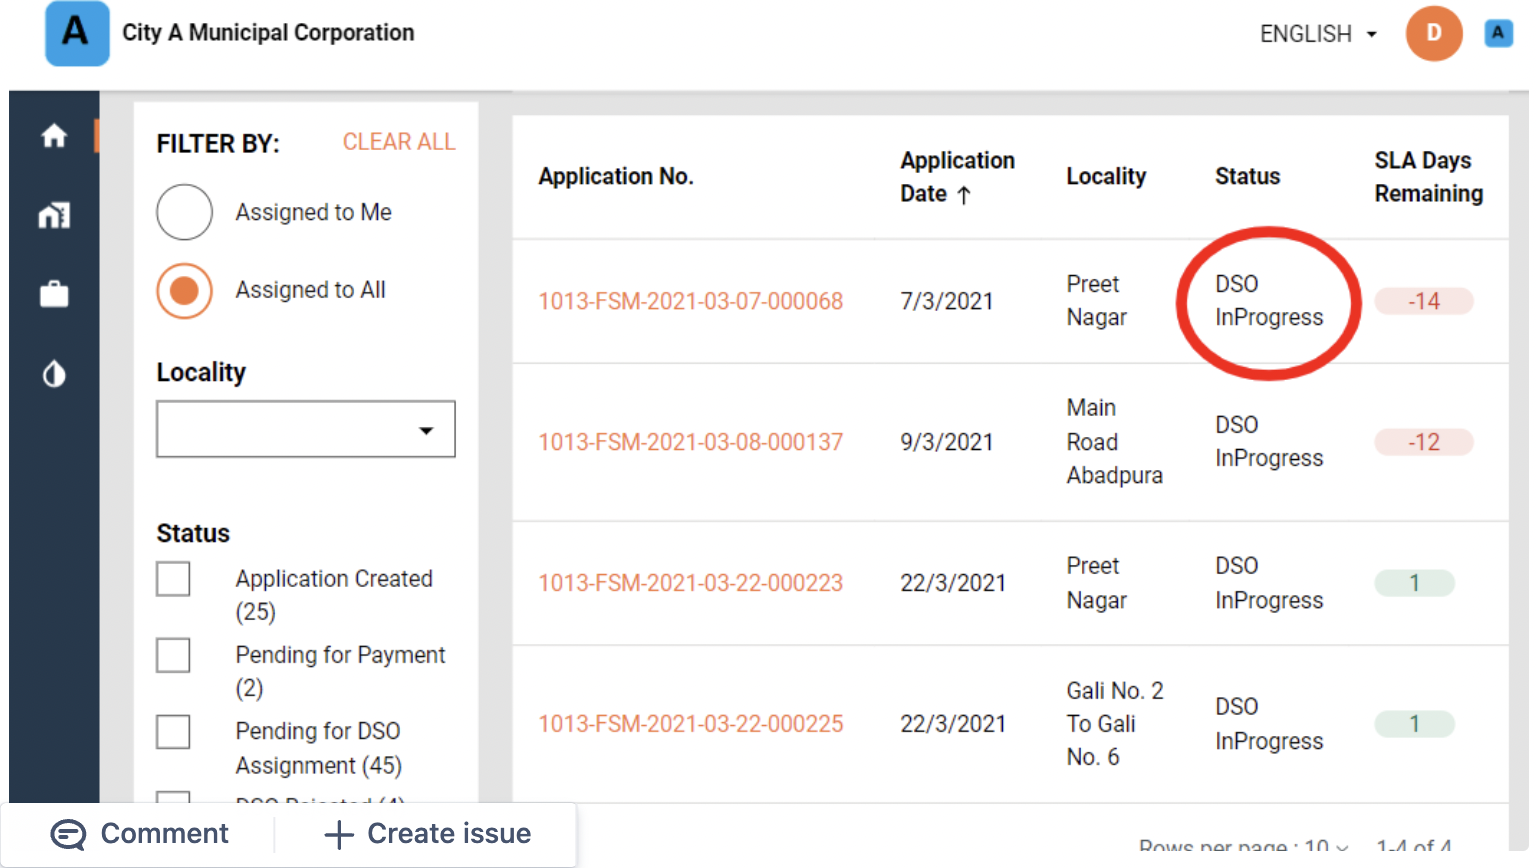 A
City A Municipal Corporation
ENGLISH
D
A
FILTER BY:
CLEAR ALL
Assigned to Me
Assigned to All
Locality
Status
Application Created
(25)
Pending for Payment
(2)
Pending for DSO
Assignment (45)
DSO Rejected (4)
Application No.
Application
Date ↑
Locality
Status
SLA Days
Remaining
1013-FSM-2021-03-07-000068
7/3/2021
Preet
Nagar
DSO
InProgress
-14
1013-FSM-2021-03-08-000137
9/3/2021
Main
Road
Abadpura
DSO
InProgress
-12
1013-FSM-2021-03-22-000223
22/3/2021
Preet
Nagar
DSO
InProgress
1
1013-FSM-2021-03-22-000225
22/3/2021
Gali No. 2
To Gali
No. 6
DSO
InProgress
1
Rows per page : 10
1-4 of 4
Comment
Create issue